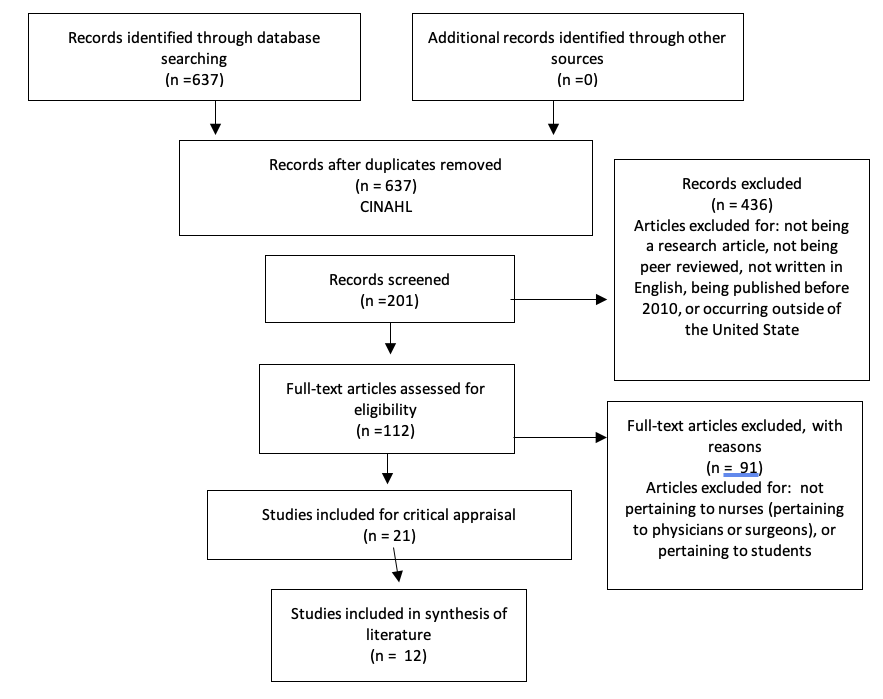 Records identified through database
searching
(n =637)
Additional records identified through other
sources
(n =0)
Records after duplicates removed
(n = 637)
CINAHL
Records excluded
(n = 436)
Articles excluded for: not being
a research article, not being
peer reviewed, not written in
English, being published before
2010, or occurring outside of
the United State
Records screened
(n =201)
Full-text articles assessed for
eligibility
(n =112)
Full-text articles excluded, with
reasons
(n =  91)
Articles excluded for:  not
pertaining to nurses (pertaining
to physicians or surgeons), or
pertaining to students
Studies included for critical appraisal
(n = 21)
Studies included in synthesis of
literature
(n =  12)